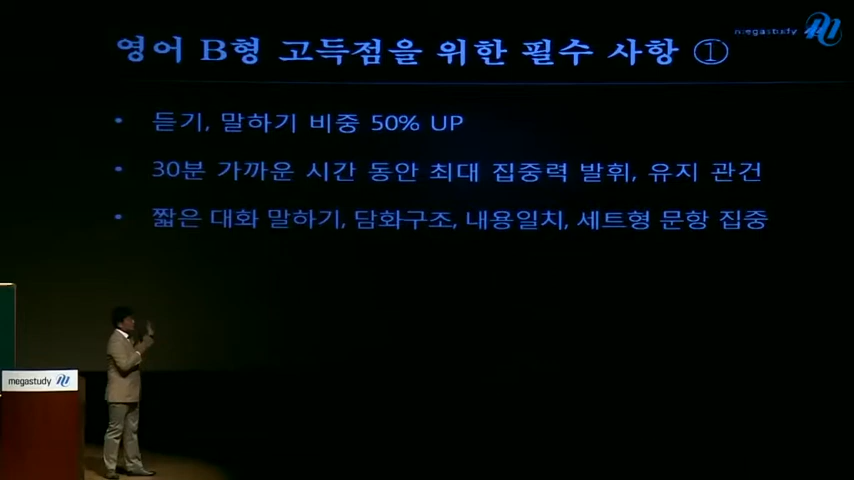 영어 B형 고득점을 위한 필수 사항 ①
megastudy
• 듣기, 말하기 비중 50% UP
• 30분 가까운 시간 동안 최대 집중력 발휘, 유지 관건
• 짧은 대화 말하기, 담화구조, 내용일치, 세트형 문항 집중
megastudy